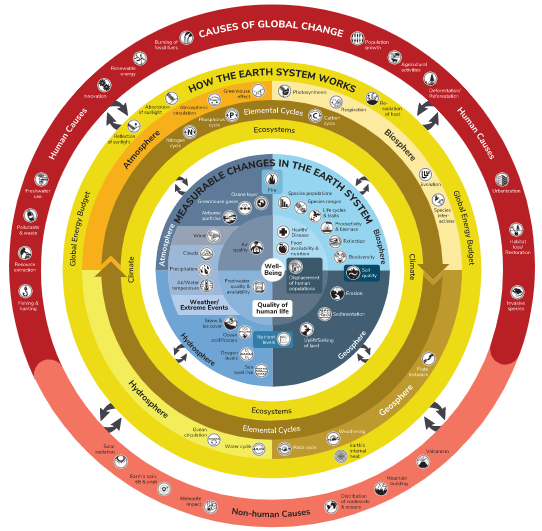 CAUSES OF GLOBAL CHANGE
Burning of
fossil fuels
Population
growth
Renewable
energy
Agricultural
activities
Innovation
Deforestation/
Reforestation
Human Causes
Human Causes
Freshwater
use
Urbanization
Pollutants
& waste
Habitat
loss/
Restoration
Resource
extraction
Invasive
species
Fishing &
hunting
HOW THE EARTH SYSTEM WORKS
Greenhouse
effect
Photosynthesis
Absorption
of sunlight
Atmospheric
circulation
Respiration
Re-
radiation
of heat
Reflection
of sunlight
Elemental Cycles
Phosphorus
cycle
P
C
Carbon
cycle
Nitrogen
cycle
N
Ecosystems
Atmosphere
Biosphere
Evolution
Species
inter-
actions
Global Energy Budget
Global Energy Budget
Climate
Climate
MEASURABLE CHANGES IN THE EARTH SYSTEM
Fire
Ozone layer
Species populations
Greenhouse gases
Species ranges
Airborne
particles
Life cycles
& traits
Productivity
& biomass
Wind
Health/
Disease
Extinction
Air
quality
Food
availability &
nutrition
Biodiversity
Clouds
Atmosphere
Biosphere
Precipitation
Well-
Being
Soil
quality
Air/Water
temperature
Freshwater
quality &
availability
Displacement
of human
populations
Erosion
Weather/
Extreme Events
Quality of
human life
Sedimentation
Snow &
ice cover
Ocean
acidification
Nutrient
levels
Uplift/Sinking
of land
Oxygen
levels
Sea
level rise
Hydrosphere
Geosphere
Plate
tectonics
Hydrosphere
Geosphere
Ecosystems
Elemental Cycles
Ocean
circulation
Water cycle
Rock cycle
Weathering
Earth's
internal
heat
Solar
radiation
Volcanism
Earth's spin,
tilt & orbit
Mountain
building
Meteorite
impact
Distribution
of continents
& oceans
Non-human Causes